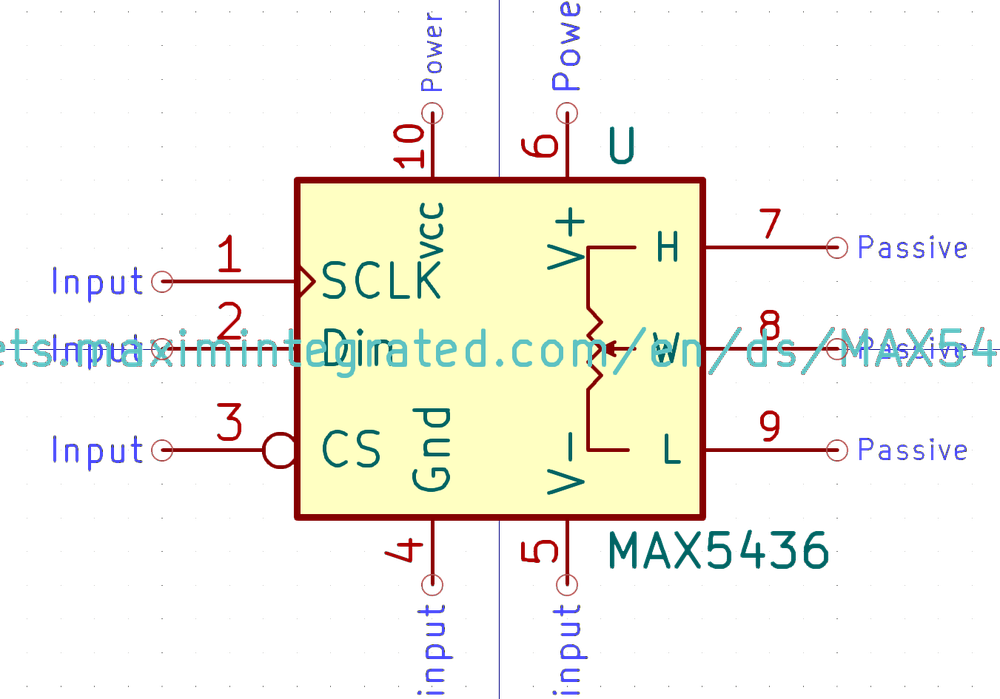 Power
Powe
10
6
U
vcc
V+
H
7
Passive
Input
1
SCLK
Input
2
Din
W
8
Passive
ets.maximintegrated.com/en/ds/MAX54
Input
3
CS
Gnd
V-
L
9
Passive
4
5
MAX5436
input
input